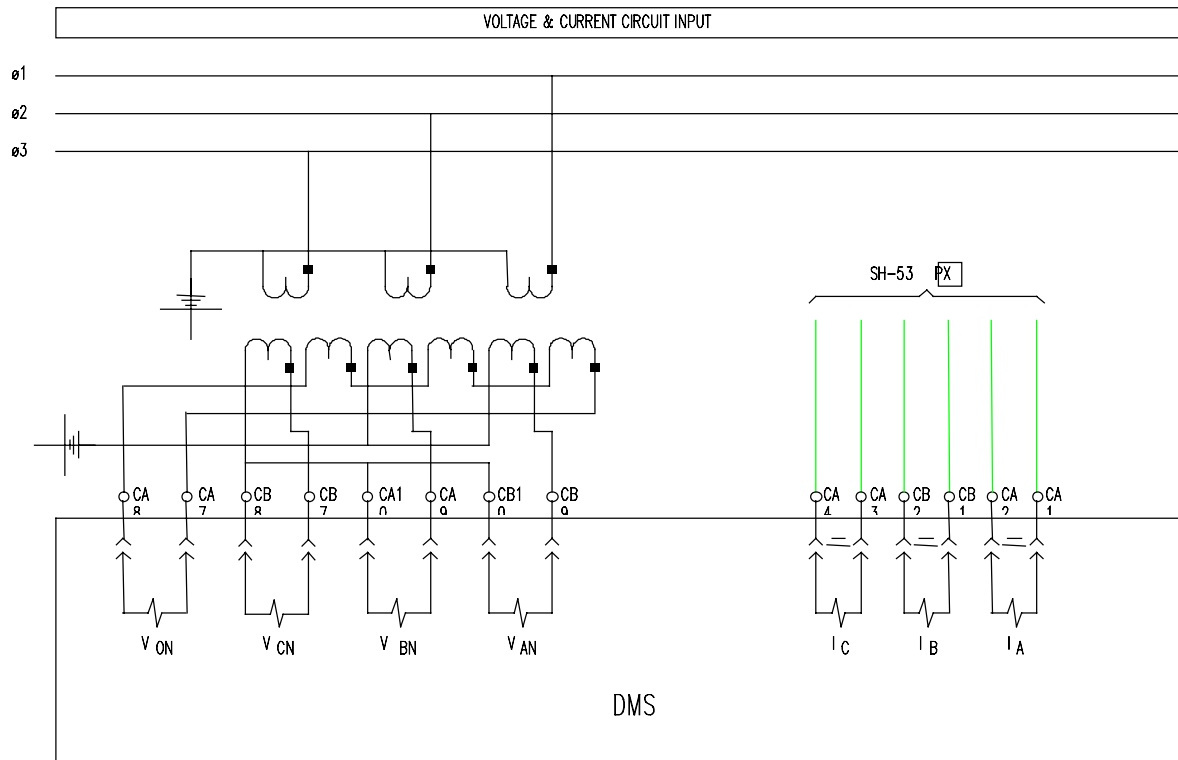 VOLTAGE & CURRENT CIRCUIT INPUT
ø1
ø2
ø3
SH-53 PX
CA 8
CA 7
CB 8
CB 7
CA1 0
CA 9
CB1 0
CB 9
CA 4
CA 3
CB 2
CB 1
CA 2
CA 1
V ON
V CN
V BN
V AN
I C
I B
I A
DMS